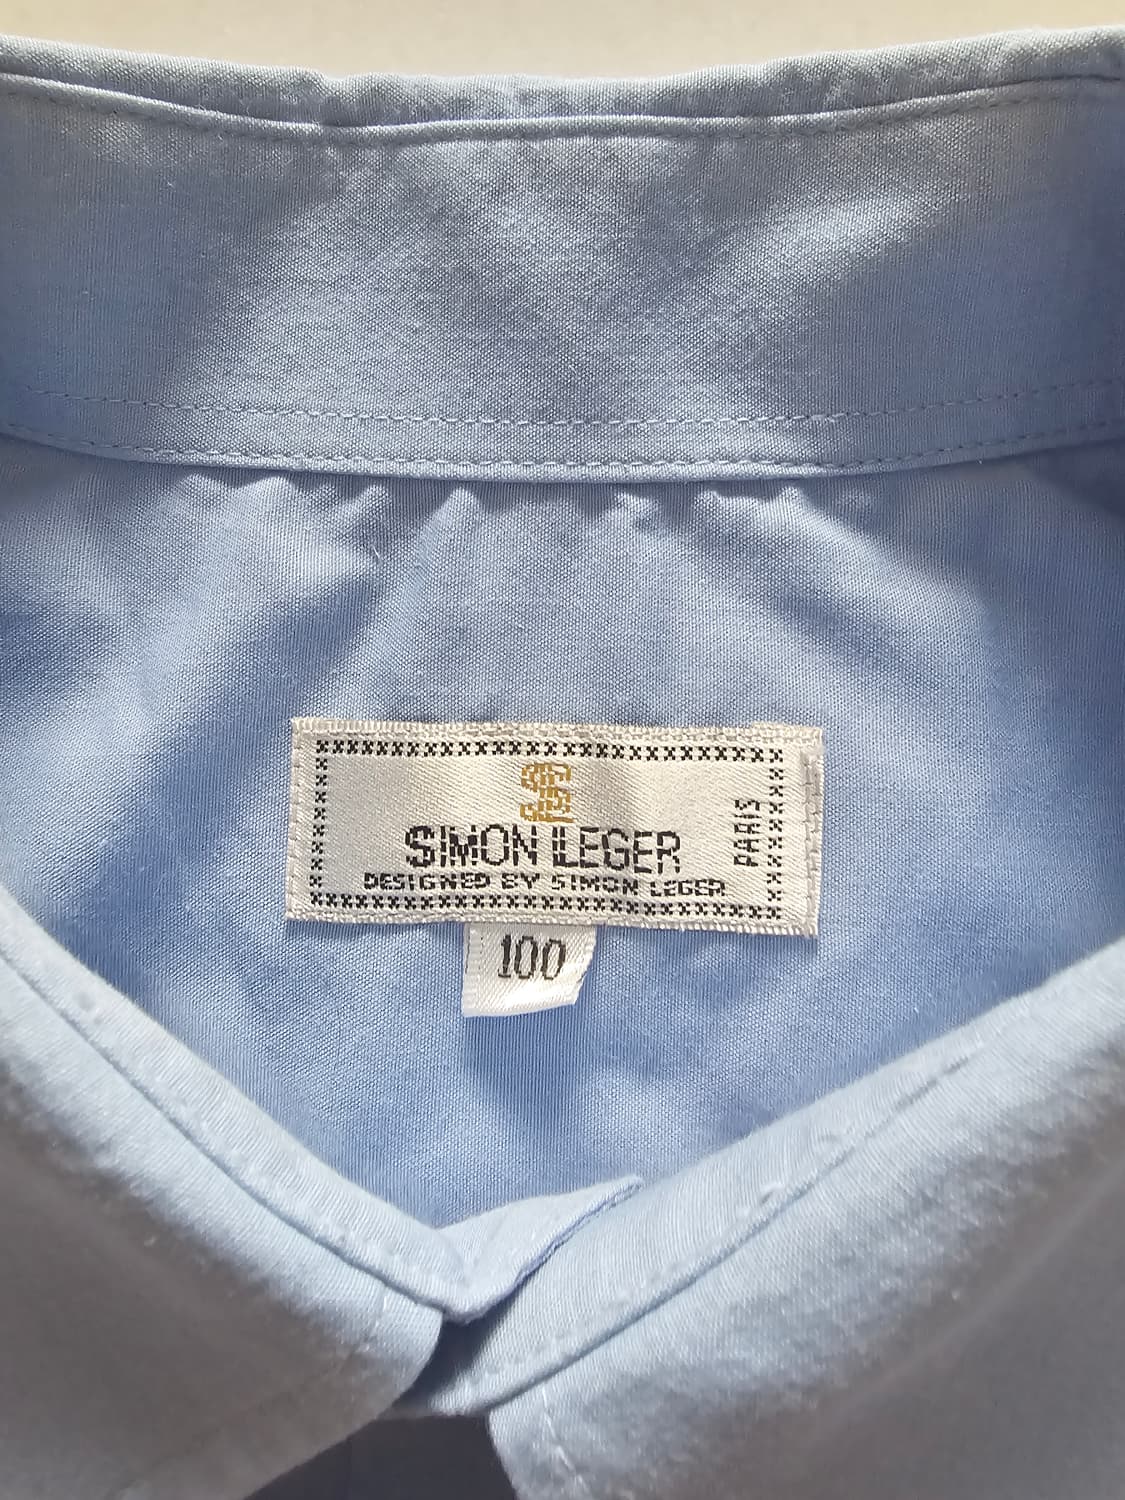 SIMON LEGER
DESIGNED BY SIMON LEGER
PARIS
100